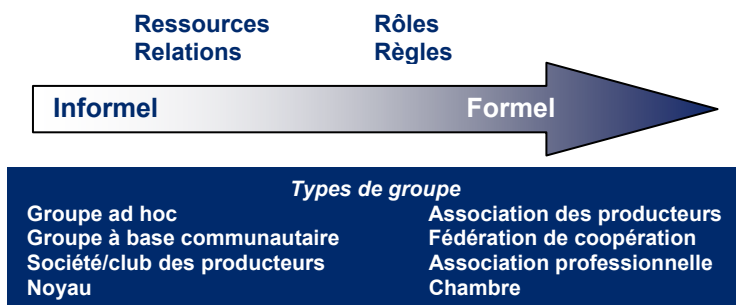 Ressources Rôles
Relations Règles
Informel Formel
Types de groupe
Groupe ad hoc Association des producteurs
Groupe à base communautaire Fédération de coopération
Société/club des producteurs Association professionnelle
Noyau Chambre